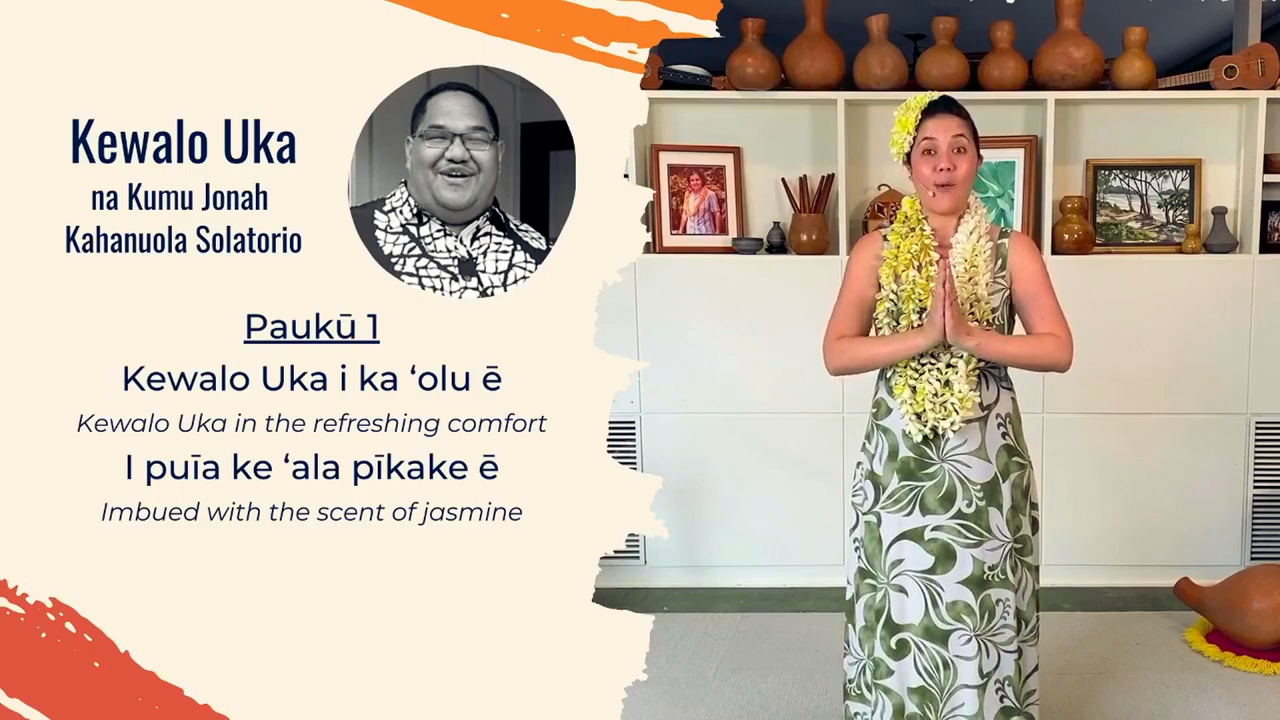 Kewalo Uka
na Kumu Jonah
Kahanuola Solatorio
Paukū 1
Kewalo Uka i ka ʻolu ē
Kewalo Uka in the refreshing comfort
I puīa ke ʻala pīkake ē
Imbued with the scent of jasmine